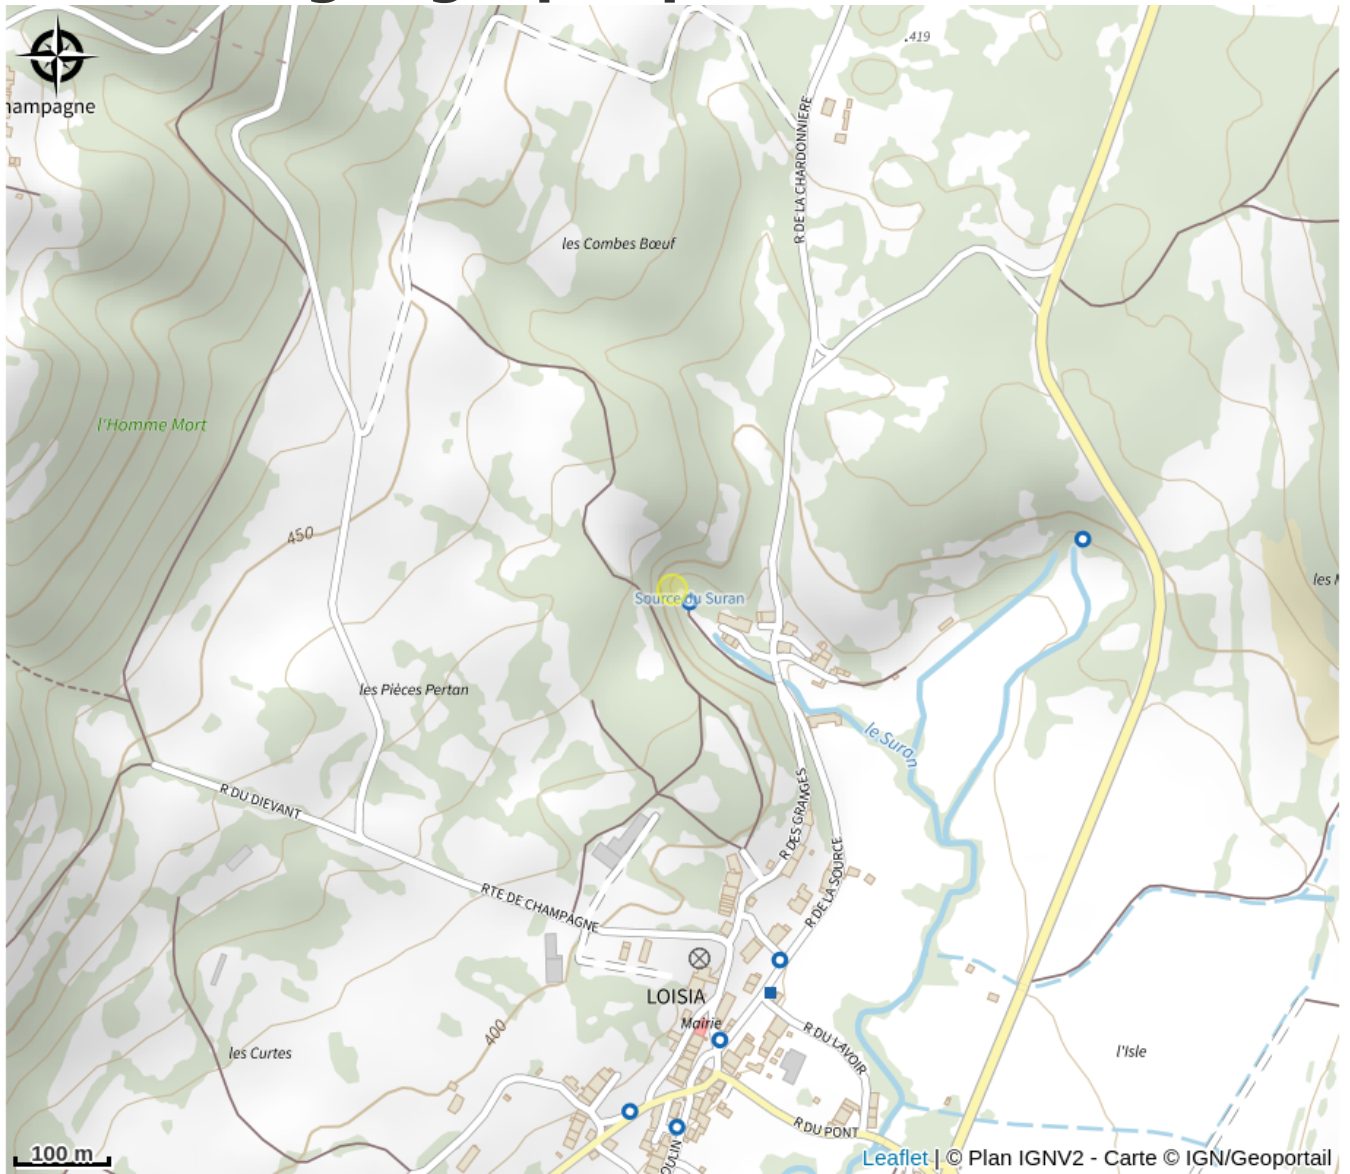 .419
hampagne
R DE LA CHARDONNIERE
les Combes Bœuf
l'Homme Mort
450
les
Source du Suran
les Pièces Pertan
le Suran
R DU DIEVANT
R DES GRANGES
R DE LA SOURCE
RTE DE CHAMPAGNE
LOISIA
Mairie
400
R DU LAVOIR
les Curtes
l'Isle
R DU PONT
OULIN
100 m
Leaflet | © Plan IGNV2 - Carte © IGN/Geoportail